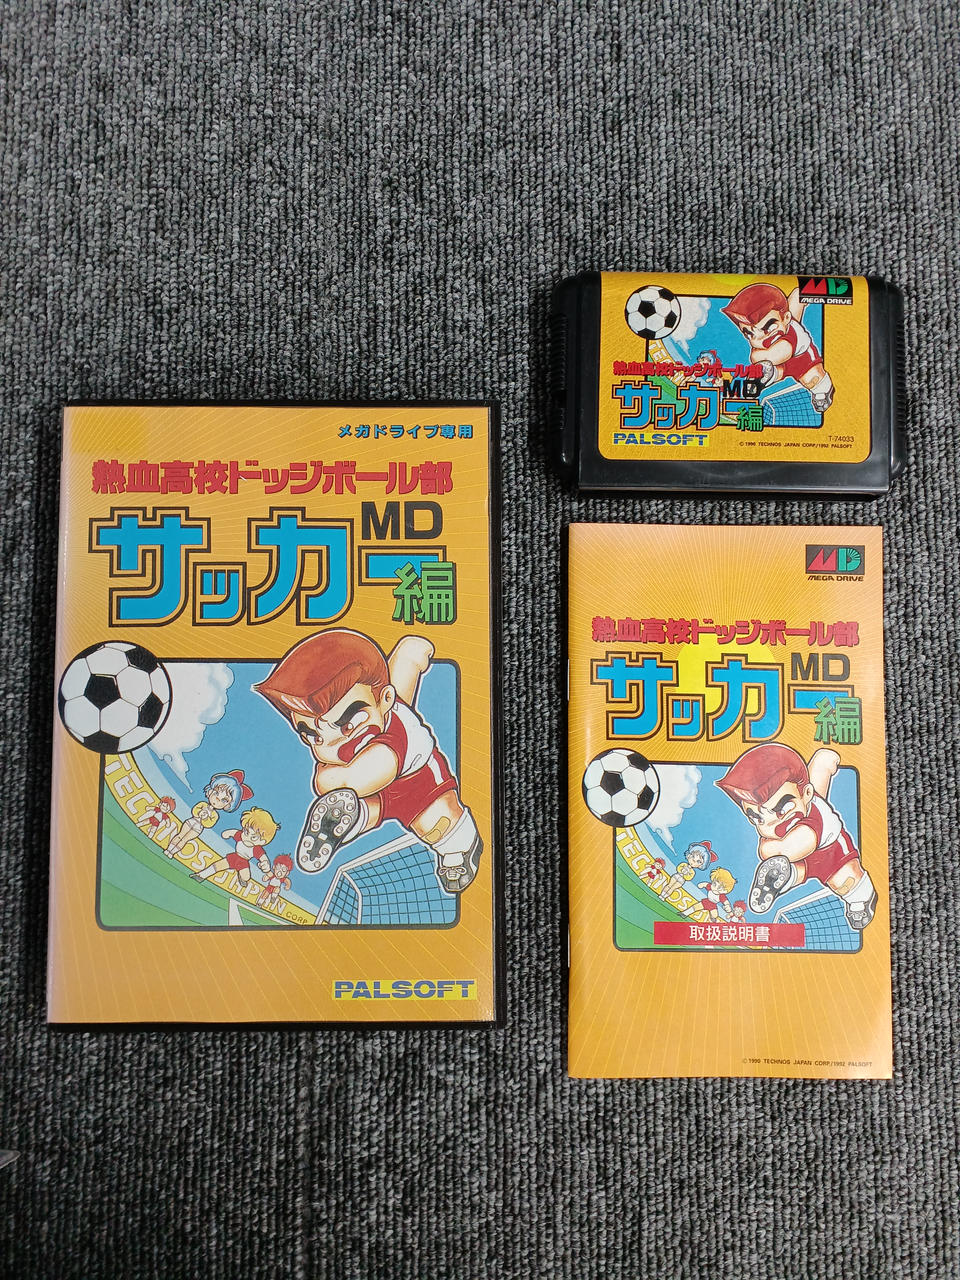 メガドライブ専用
熱血高校ドッジボール部
サッカー MD 編
TECHNOS JAPAN CORP.
PALSOFT
MD
MEGA DRIVE
熱血高校ドッジボール部
サッカー MD 編
PALSOFT
T-74033
© 1990 TECHNOS JAPAN CORP./1992 PALSOFT
MD
MEGA DRIVE
熱血高校ドッジボール部
サッカー MD 編
取扱説明書
© 1990 TECHNOS JAPAN CORP./1992 PALSOFT